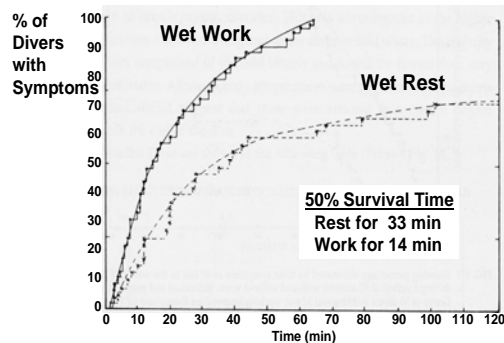 % of
Divers
with
Symptoms
100
90
80
70
60
50
40
30
20
10
0
Wet Work
Wet Rest
50% Survival Time
Rest for 33 min
Work for 14 min
0 10 20 30 40 50 60 70 80 90 100 110 120
Time (min)